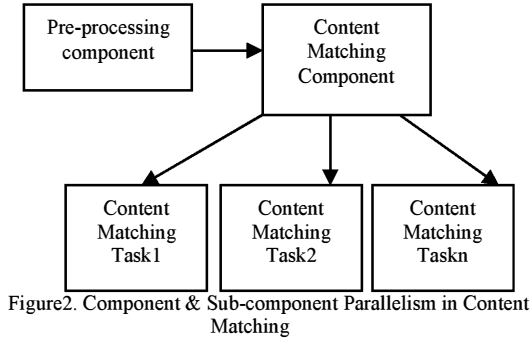 Pre-processing
component
Content
Matching
Component
Content
Matching
Task1
Content
Matching
Task2
Content
Matching
Taskn
Figure2. Component & Sub-component Parallelism in Content
Matching